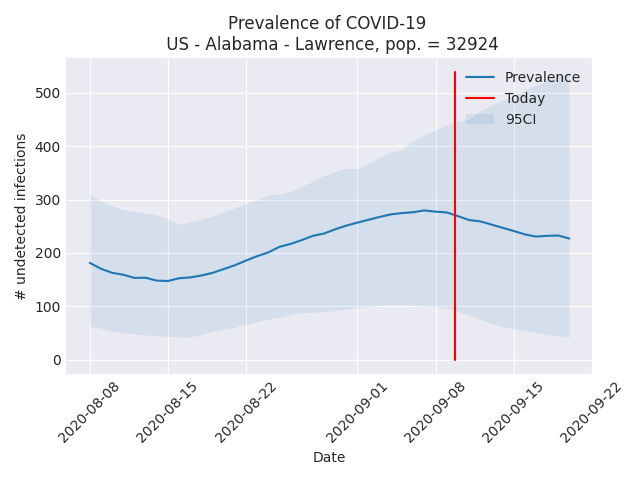 Prevalence of COVID-19
US - Alabama - Lawrence, pop. = 32924
Prevalence
Today
95CI
# undetected infections
500
400
300
200
100
0
2020-08-08
2020-08-15
2020-08-22
2020-09-01
2020-09-08
2020-09-15
2020-09-22
Date